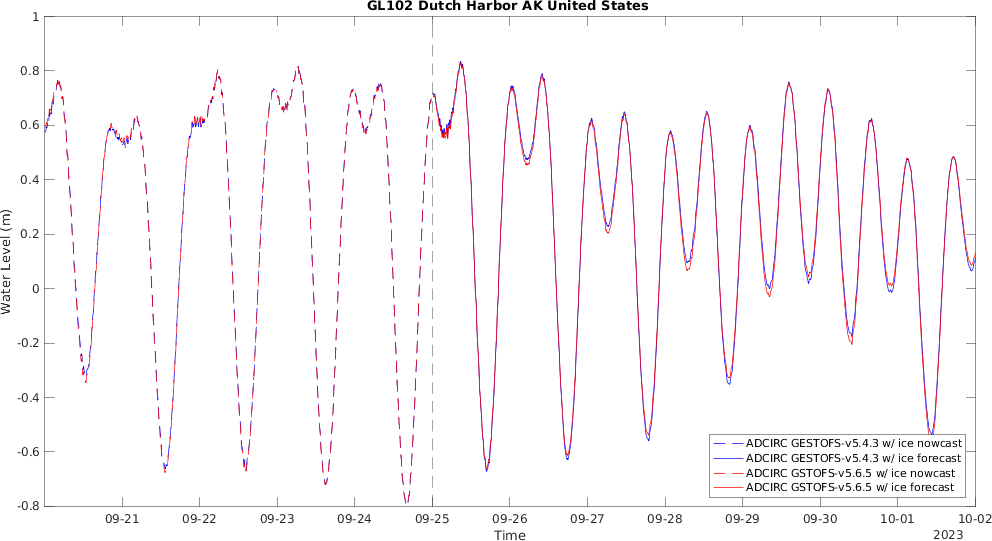 GL102 Dutch Harbor AK United States
1
0.8
0.6
0.4
0.2
0
-0.2
-0.4
-0.6
-0.8
Water Level (m)
ADCIRC GESTOFS-v5.4.3 w/ ice nowcast
ADCIRC GESTOFS-v5.4.3 w/ ice forecast
ADCIRC GSTOFS-v5.6.5 w/ ice nowcast
ADCIRC GSTOFS-v5.6.5 w/ ice forecast
09-21 09-22 09-23 09-24 09-25 09-26 09-27 09-28 09-29 09-30 10-01 10-02
Time
2023